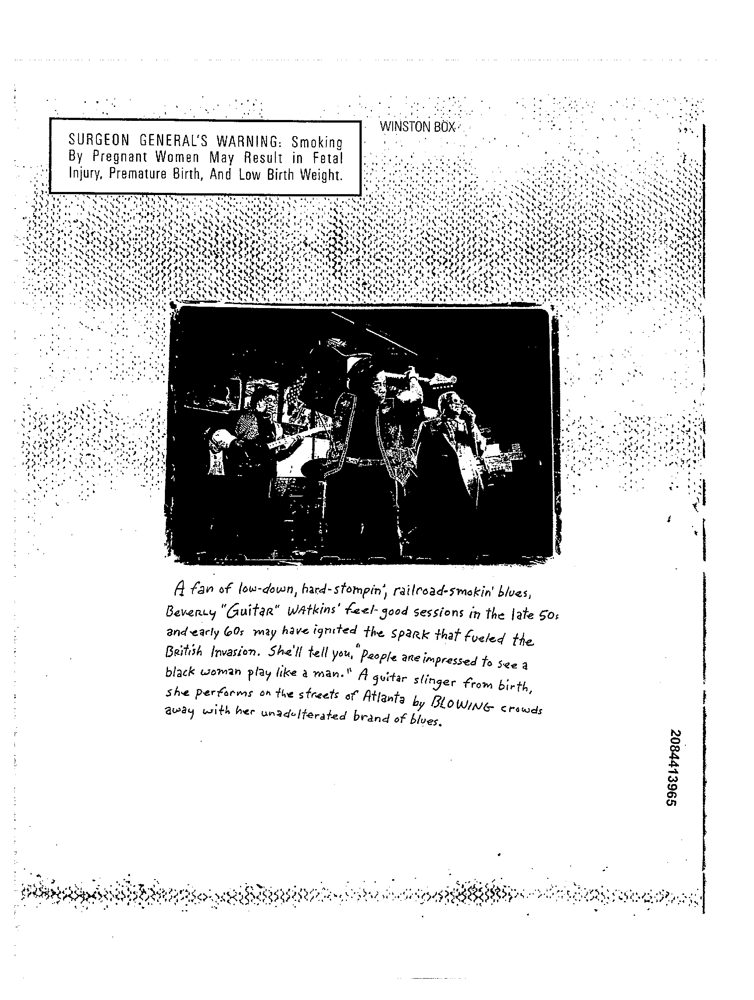 SURGEON GENERAL'S WARNING: Smoking
By Pregnant Women May Result in Fetal
Injury, Premature Birth, And Low Birth Weight.
WINSTON BOX
A fan of low-down, hard-stompin', railroad-smokin' blues,
BEVERLY "GuitaR" WAtkins' feel-good sessions in the late 50s
and early 60s may have ignited the spark that fueled the
British Invasion. She'll tell you, "People are impressed to see a
black woman play like a man." A guitar slinger from birth,
she performs on the streets of Atlanta by BLOWING crowds
away with her unadulterated brand of blues.
2084413965